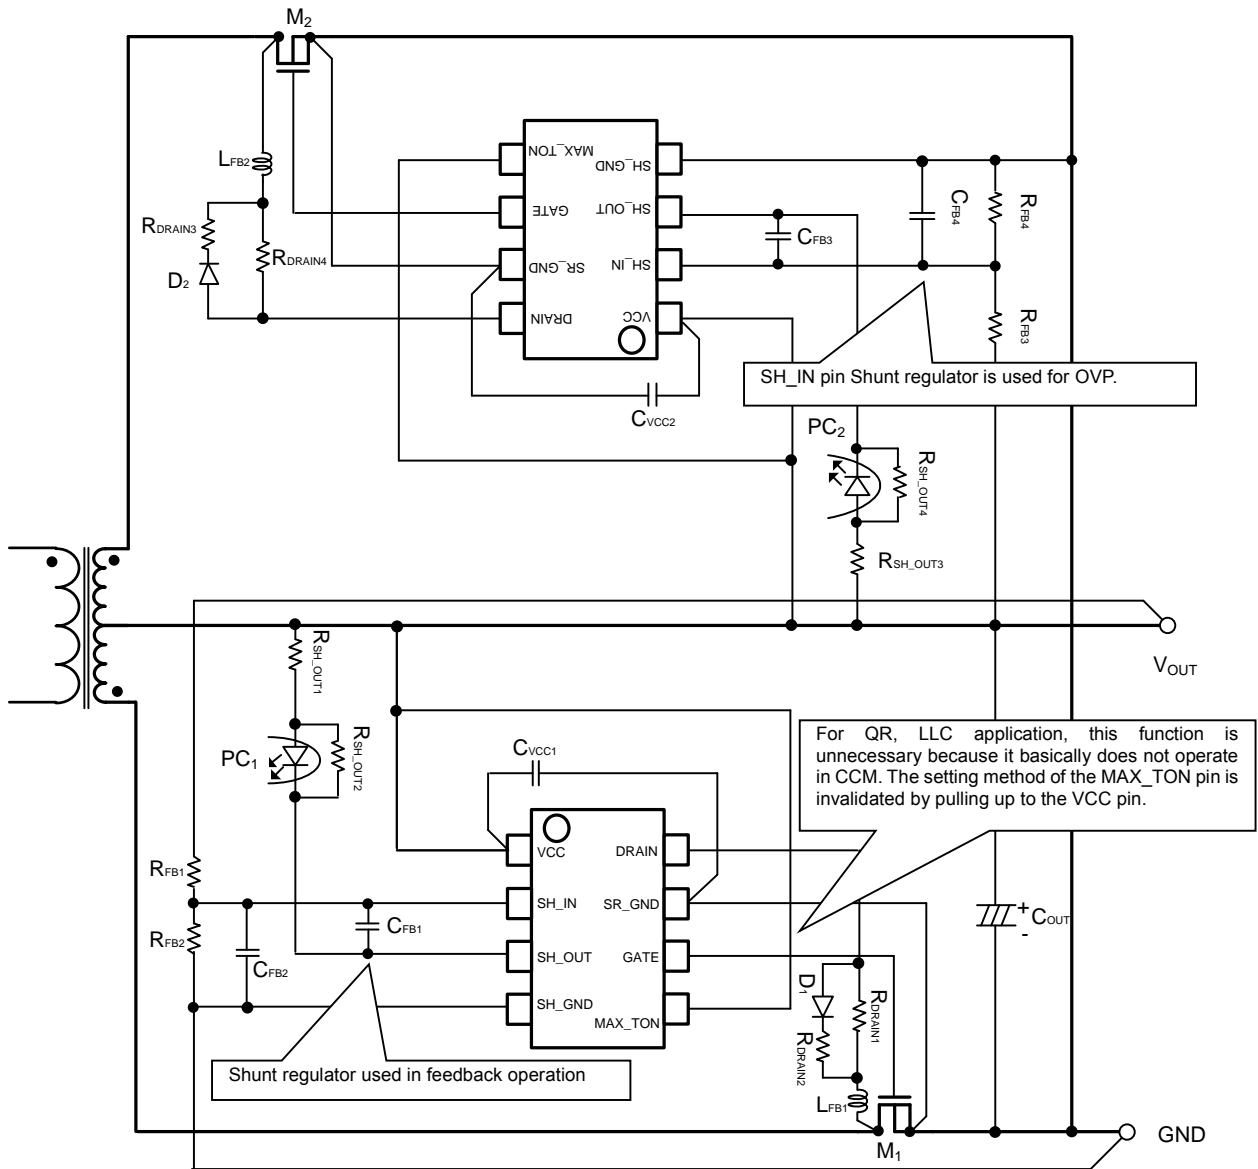 M2
LFB2
RDRAIN3
RDRAIN4
D2
MAX_TON
GATE
SR_GND
DRAIN
SH_GND
SH_OUT
SH_IN
VCC
CFB3
CFB4
RFB4
RFB3
CVCC2
SH_IN pin Shunt regulator is used for OVP.
PC2
RSH_OUT4
RSH_OUT3
VOUT
RSH_OUT1
PC1
RSH_OUT2
CVCC1
For QR, LLC application, this function is
unnecessary because it basically does not operate
in CCM. The setting method of the MAX_TON pin is
invalidated by pulling up to the VCC pin.
RFB1
RFB2
CFB2
CFB1
VCC
SH_IN
SH_OUT
SH_GND
DRAIN
SR_GND
GATE
MAX_TON
+
COUT
-
D1
RDRAIN1
RDRAIN2
LFB1
Shunt regulator used in feedback operation
M1
GND